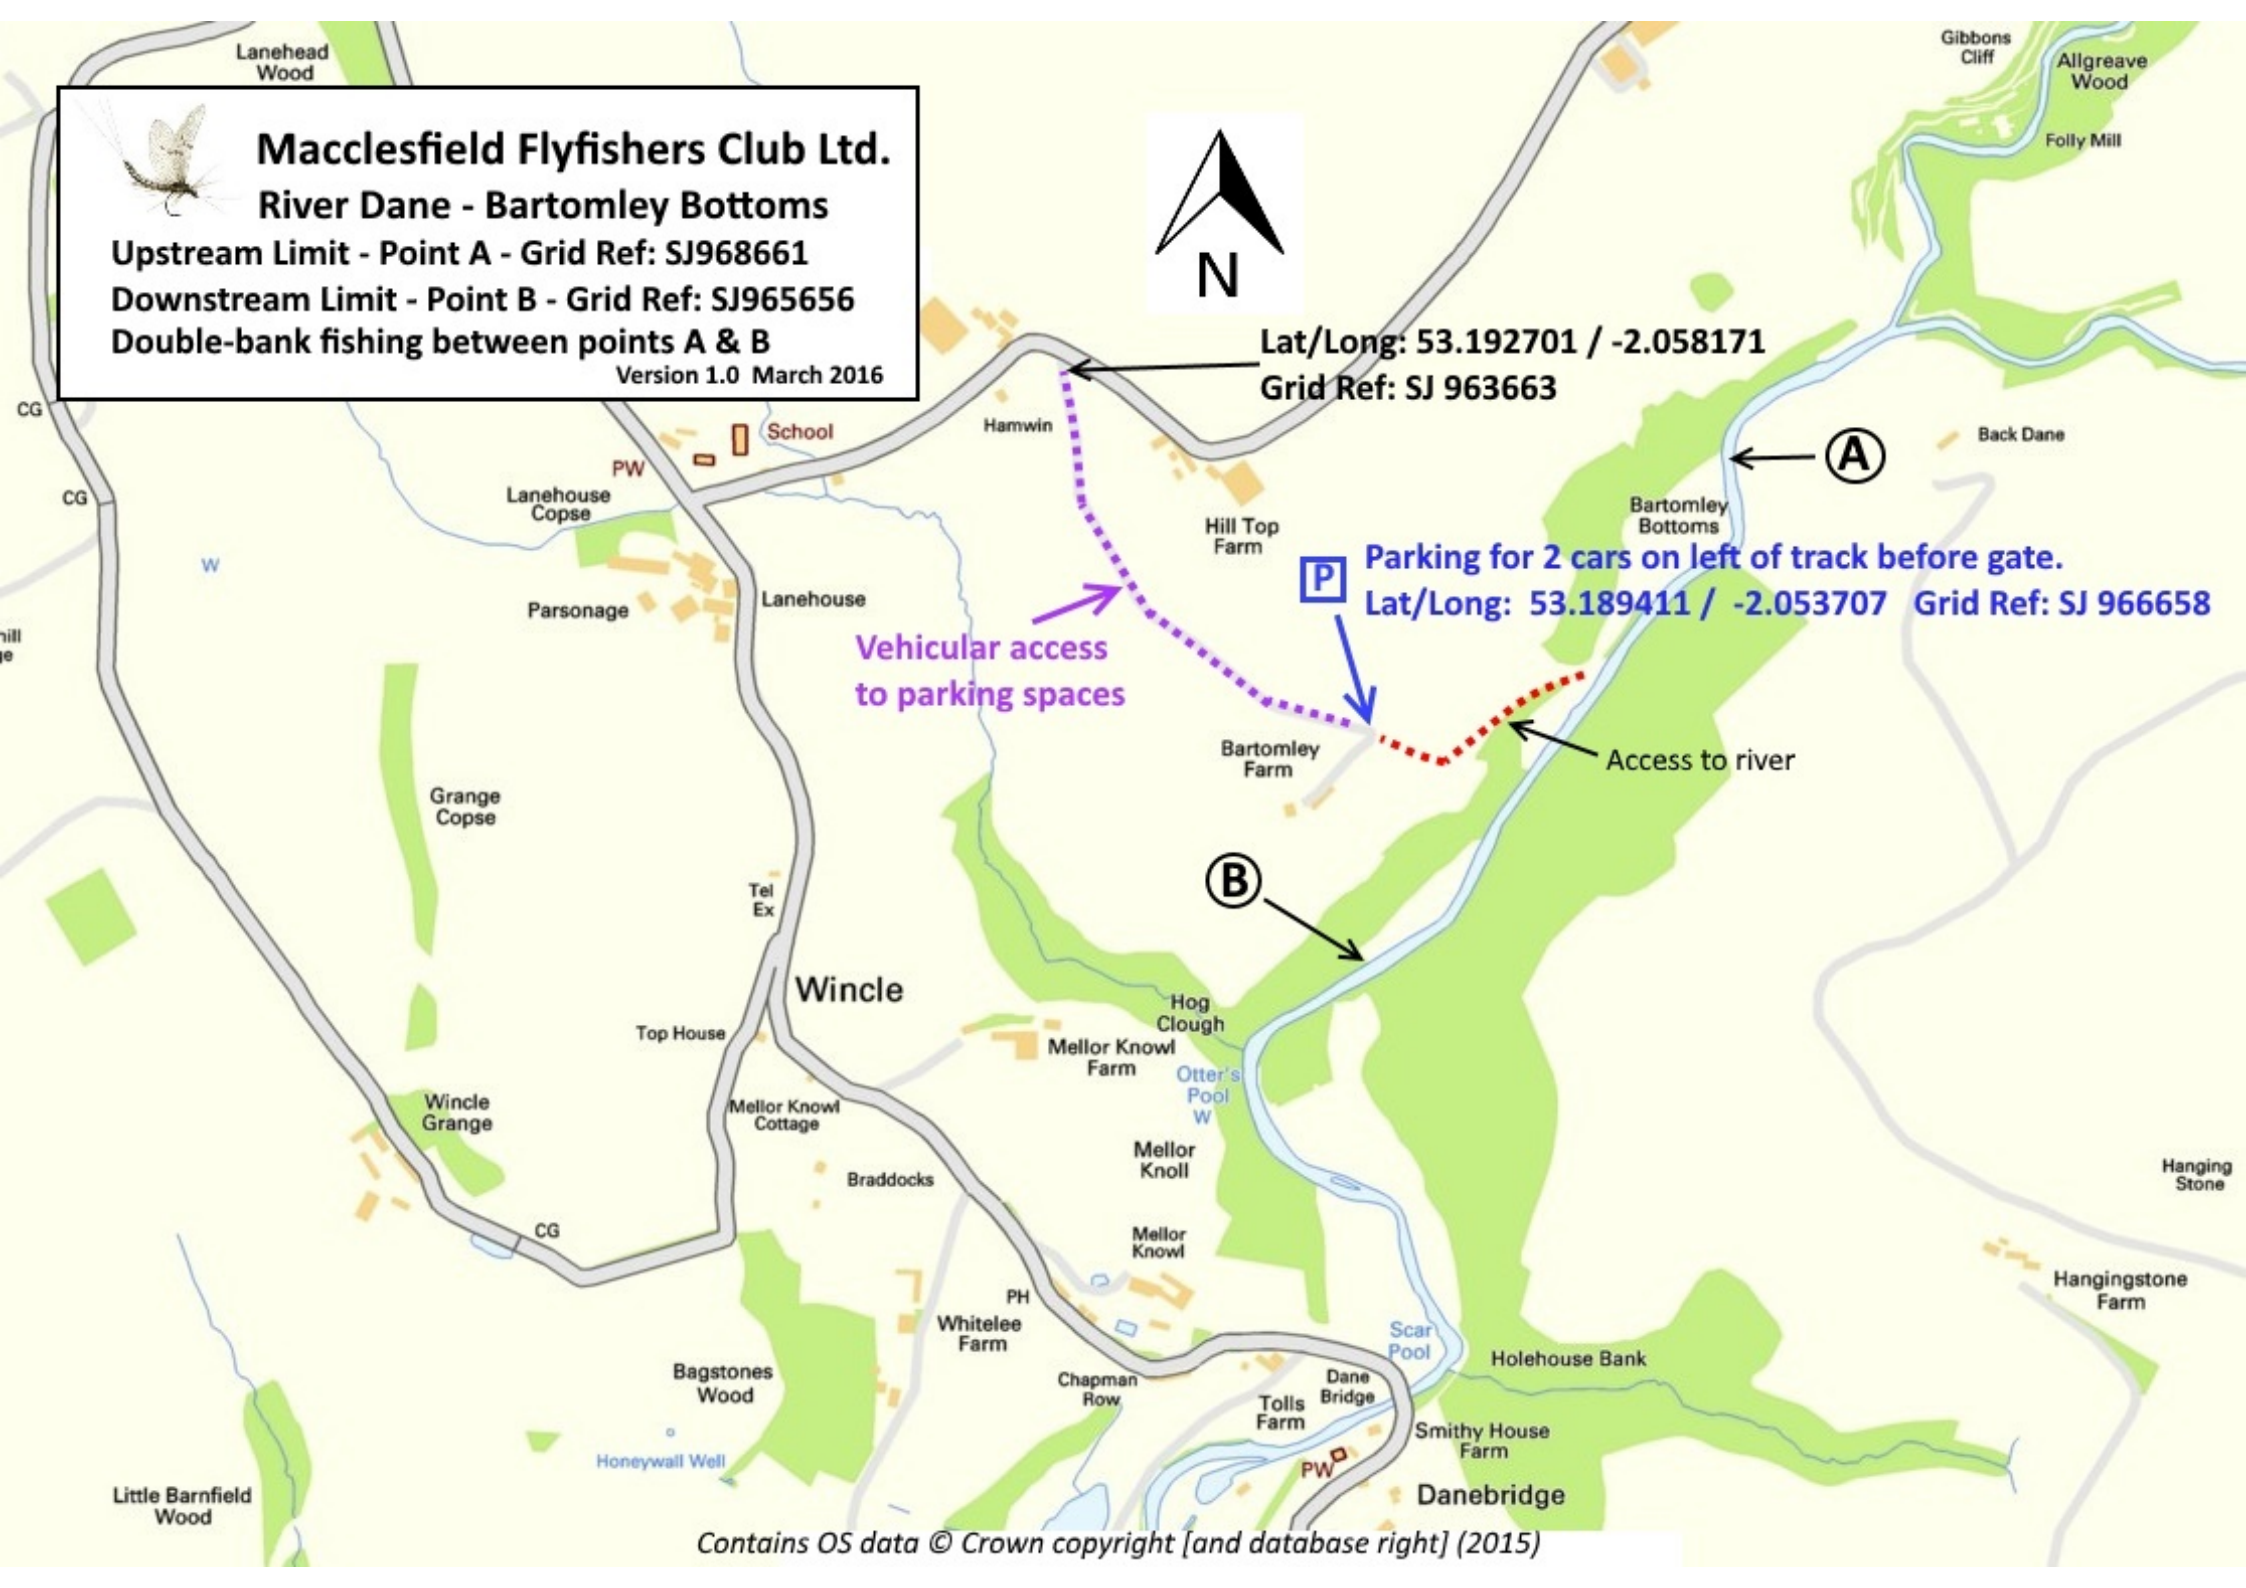 Lanehead
Wood
Gibbons
Cliff
Allgreave
Wood
Folly Mill
Macclesfield Flyfishers Club Ltd.
River Dane - Bartomley Bottoms
Upstream Limit - Point A - Grid Ref: SJ968661
Downstream Limit - Point B - Grid Ref: SJ965656
Double-bank fishing between points A & B
Version 1.0 March 2016
N
Lat/Long: 53.192701 / -2.058171
Grid Ref: SJ 963663
CG
Hamwin
School
PW
Back Dane
A
CG
Lanehouse
Copse
Bartomley
Bottoms
Hill Top
Farm
W
P
Parking for 2 cars on left of track before gate.
Lat/Long: 53.189411 / -2.053707 Grid Ref: SJ 966658
Parsonage
Lanehouse
Vehicular access
to parking spaces
Bartomley
Farm
Access to river
Grange
Copse
Tel
Ex
B
Wincle
Hog
Clough
Top House
Mellor Knowl
Farm
Otter's
Pool
W
Wincle
Grange
Mellor Knowl
Cottage
Mellor
Knoll
Braddocks
Hanging
Stone
CG
Mellor
Knowl
Hangingstone
Farm
PH
Whitelee
Farm
Scar
Pool
Holehouse Bank
Bagstones
Wood
Chapman
Row
Dane
Bridge
Tolls
Farm
Smithy House
Farm
Honeywall Well
PW
Danebridge
Little Barnfield
Wood
Contains OS data © Crown copyright [and database right] (2015)